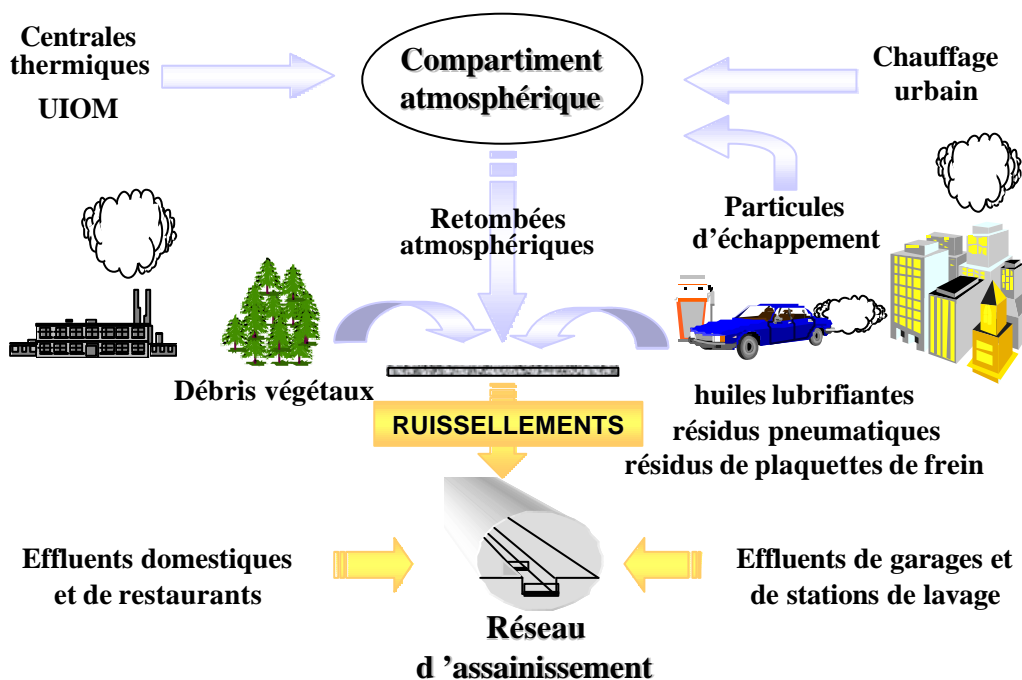 Centrales
thermiques
UIOM
Compartiment
atmosphérique
Chauffage
urbain
Retombées
atmosphériques
Particules
d'échappement
Débris végétaux
huiles lubrifiantes
résidus pneumatiques
résidus de plaquettes de frein
RUISSELLEMENTS
Effluents domestiques
et de restaurants
Effluents de garages et
de stations de lavage
Réseau
d ’assainissement